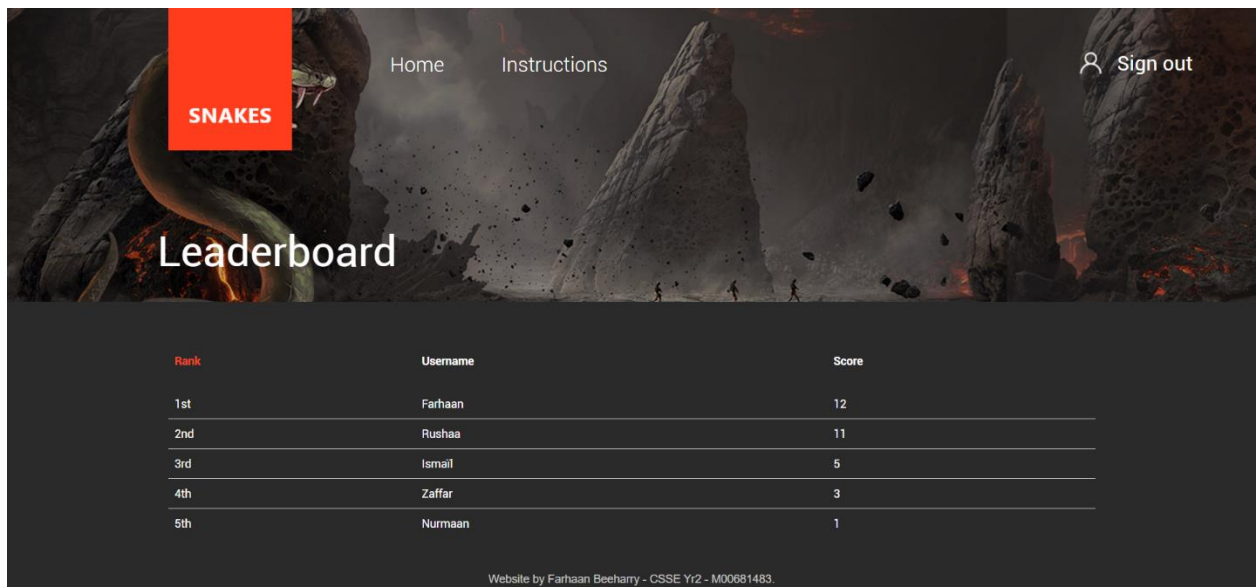 SNAKES
Home Instructions Sign out
Leaderboard
Rank Username Score
1st Farhaan 12
2nd Rushaa 11
3rd Ismaïl 5
4th Zaffar 3
5th Nurmaan 1
Website by Farhaan Beeharry - CSSE Yr2 - M00681483.